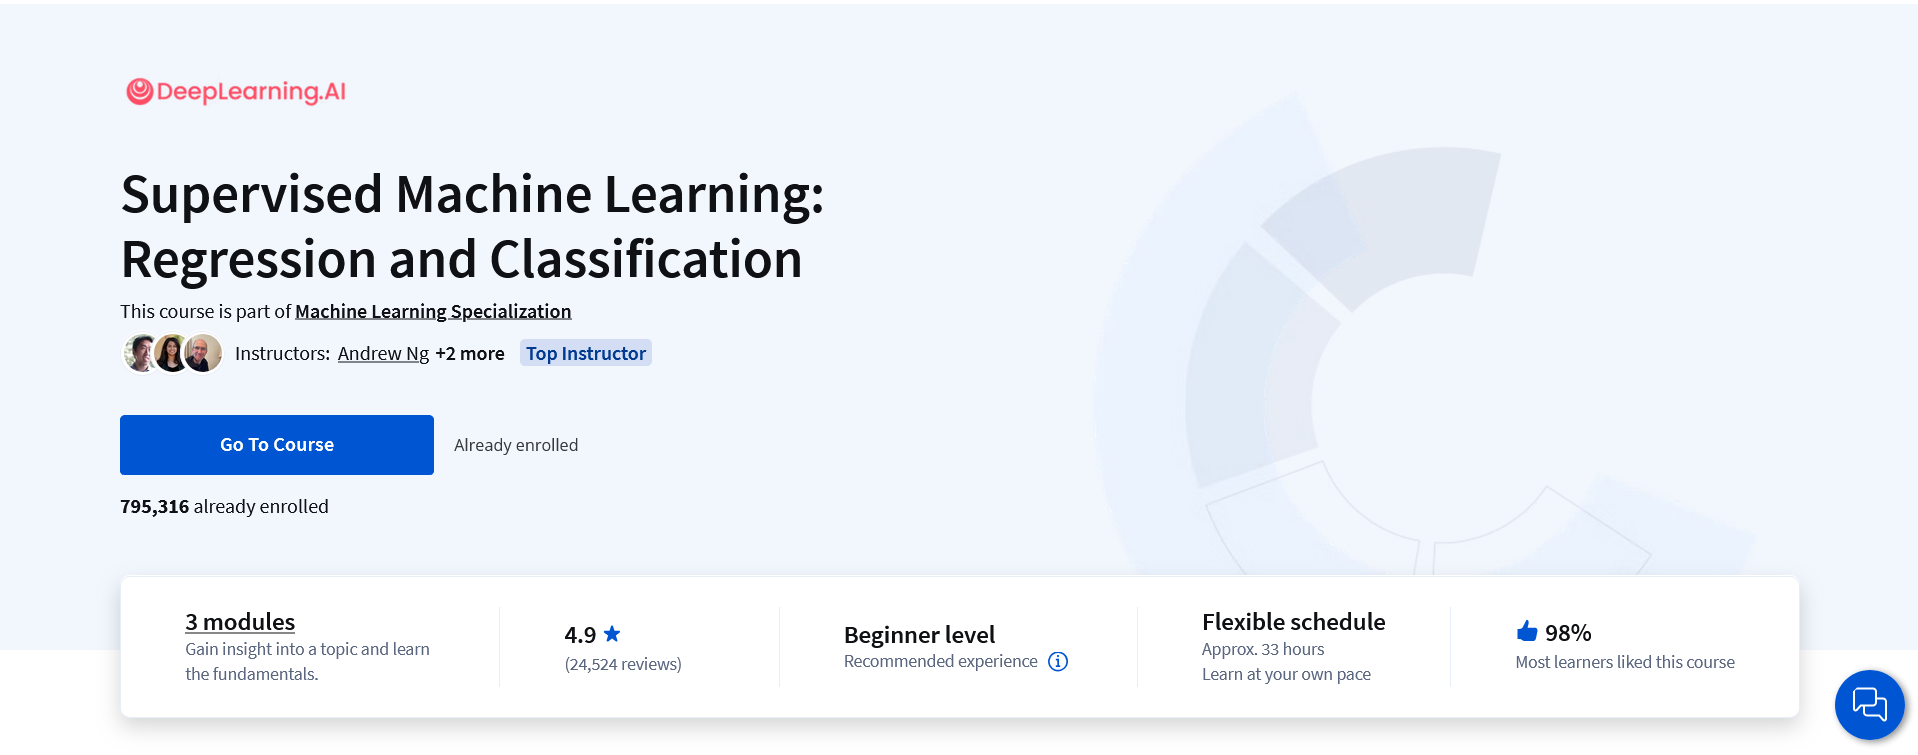 DeepLearning.AI
Supervised Machine Learning:
Regression and Classification
This course is part of Machine Learning Specialization
Instructors: Andrew Ng +2 more Top Instructor
Go To Course Already enrolled
795,316 already enrolled
3 modules
Gain insight into a topic and learn
the fundamentals.
4.9
(24,524 reviews)
Beginner level
Recommended experience
Flexible schedule
Approx. 33 hours
Learn at your own pace
98%
Most learners liked this course